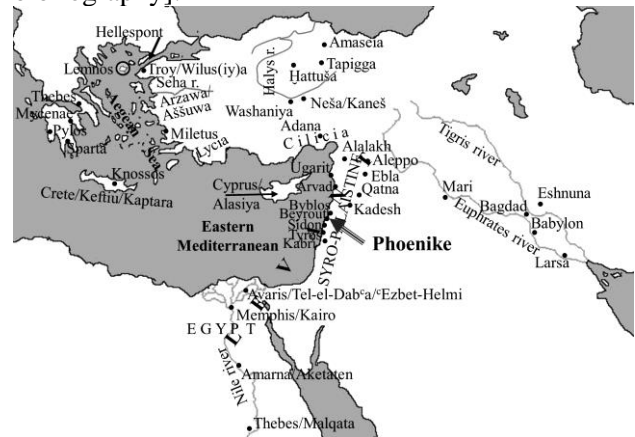 Hellespont
Amaseia
Lemnos
Troy/Wilus(iy)a
Halys r.
Tapigga
Hattuša
Thebes
Seha r.
Arzawa/
Aššuwa
Washaniya
Neša/Kaneš
Mycenae
Aegean
Sea
Pylos
Sparta
Miletus
Lycia
Adana
Cilicia
Alalakh
Aleppo
Tigris river
Knossos
Crete/Keftiu/Kaptara
Ugarit
Ebla
Cyprus/
Alasiya
Arvad
Qatna
Mari
Eshnuna
Bagdad
Byblos
Kadesh
Euphrates river
Babylon
Eastern
Mediterranean
Beyrout
Sidon
Tyros
Kabri
SYRO-PALAISTINE
Phoenike
Larsa
L E V
Avaris/Tel-el-Dabᶜa/ᶜEzbet-Helmi
Memphis/Kairo
EGYPT
Nile river
Amarna/Aketaten
Thebes/Malqata